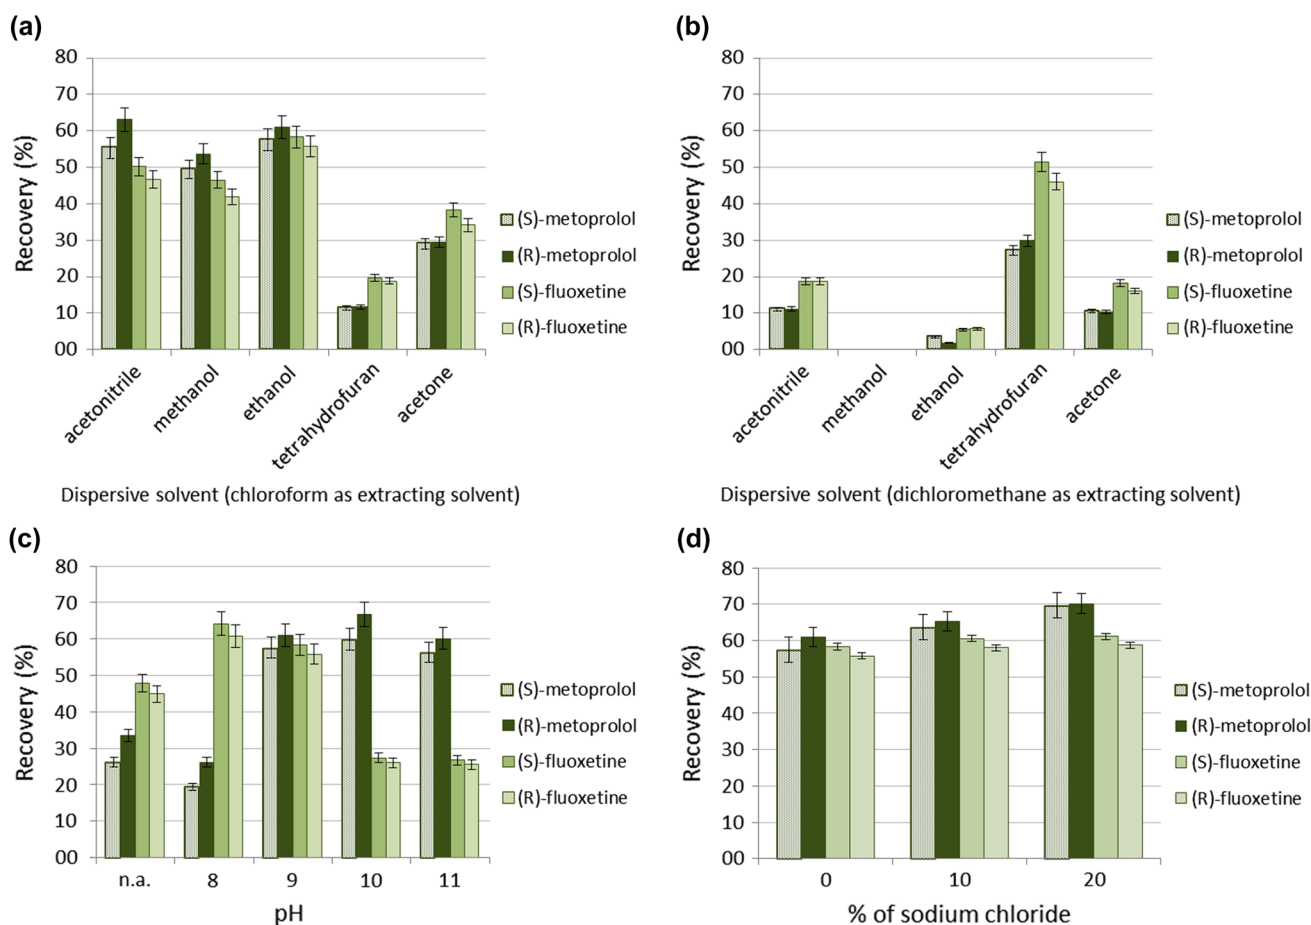 (a)
80
70
60
50
40
30
20
10
00
Recovery (%)
acetonitrile
methanol
ethanol
tetrahydrofuran
acetone
(S)-metoprolol
(R)-metoprolol
(S)-fluoxetine
(R)-fluoxetine
Dispersive solvent (chloroform as extracting solvent)
(b)
80
70
60
50
40
30
20
10
00
Recovery (%)
acetonitrile
methanol
ethanol
tetrahydrofuran
acetone
(S)-metoprolol
(R)-metoprolol
(S)-fluoxetine
(R)-fluoxetine
Dispersive solvent (dichloromethane as extracting solvent)
(c)
80
70
60
50
40
30
20
10
00
Recovery (%)
n.a. 8 9 10 11
pH
(S)-metoprolol
(R)-metoprolol
(S)-fluoxetine
(R)-fluoxetine
(d)
80
70
60
50
40
30
20
10
00
Recovery (%)
0 10 20
% of sodium chloride
(S)-metoprolol
(R)-metoprolol
(S)-fluoxetine
(R)-fluoxetine